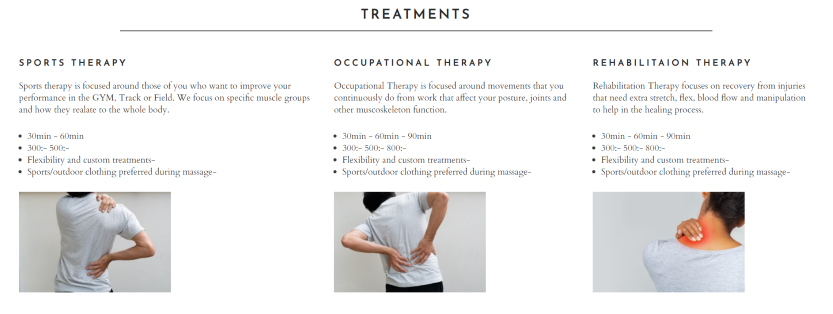 TREATMENTS
SPORTS THERAPY
Sports therapy is focused around those of you who want to improve your
performance in the GYM, Track or Field. We focus on specific muscle groups
and how they realate to the whole body.
30min - 60min
300:- 500:-
Flexibility and custom treatments-
Sports/outdoor clothing preferred during massage-
OCCUPATIONAL THERAPY
Occupational Therapy is focused around movements that you
continuously do from work that affect your posture, joints and
other muscoskeleton function.
30min - 60min - 90min
300:- 500:- 800:-
Flexibility and custom treatments-
Sports/outdoor clothing preferred during massage-
REHABILITAION THERAPY
Rehabilitation Therapy focuses on recovery from injuries
that need extra stretch, flex, blood flow and manipulation
to help in the healing process.
30min - 60min - 90min
300:- 500:- 800:-
Flexibility and custom treatments-
Sports/outdoor clothing preferred during massage-